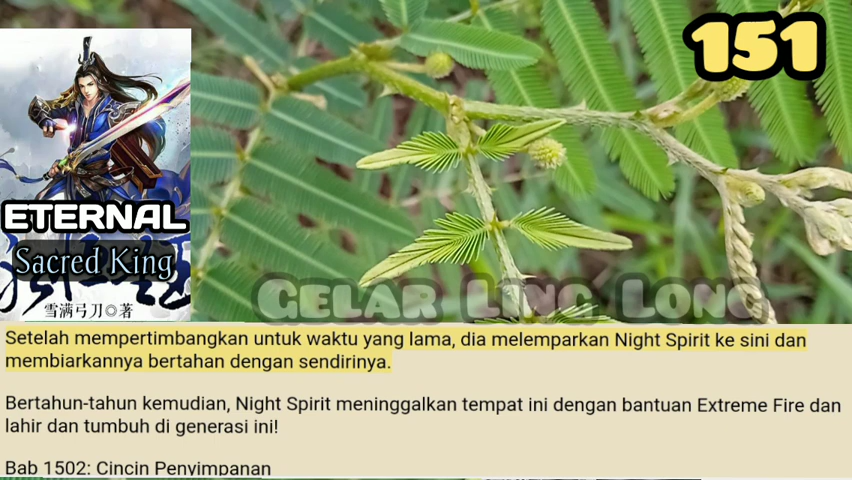 151
ETERNAL
Sacred King
雪满弓刀◎著
GELAR LING LONG
Setelah mempertimbangkan untuk waktu yang lama, dia melemparkan Night Spirit ke sini dan
membiarkannya bertahan dengan sendirinya.
Bertahun-tahun kemudian, Night Spirit meninggalkan tempat ini dengan bantuan Extreme Fire dan
lahir dan tumbuh di generasi ini!
Bab 1502: Cincin Penyimpanan